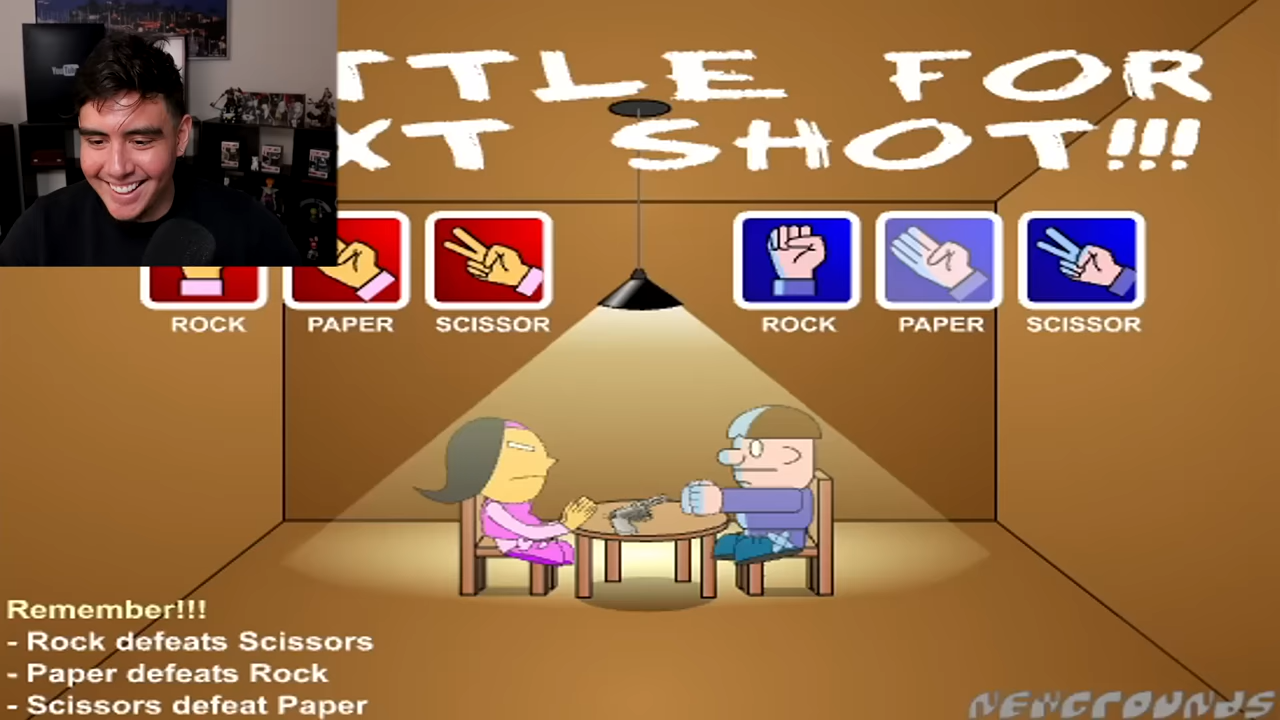 TTLE FOR
XT SHOT!!!
ROCK PAPER SCISSOR ROCK PAPER SCISSOR
Remember!!!
- Rock defeats Scissors
- Paper defeats Rock
- Scissors defeat Paper
NEWGROUNDS